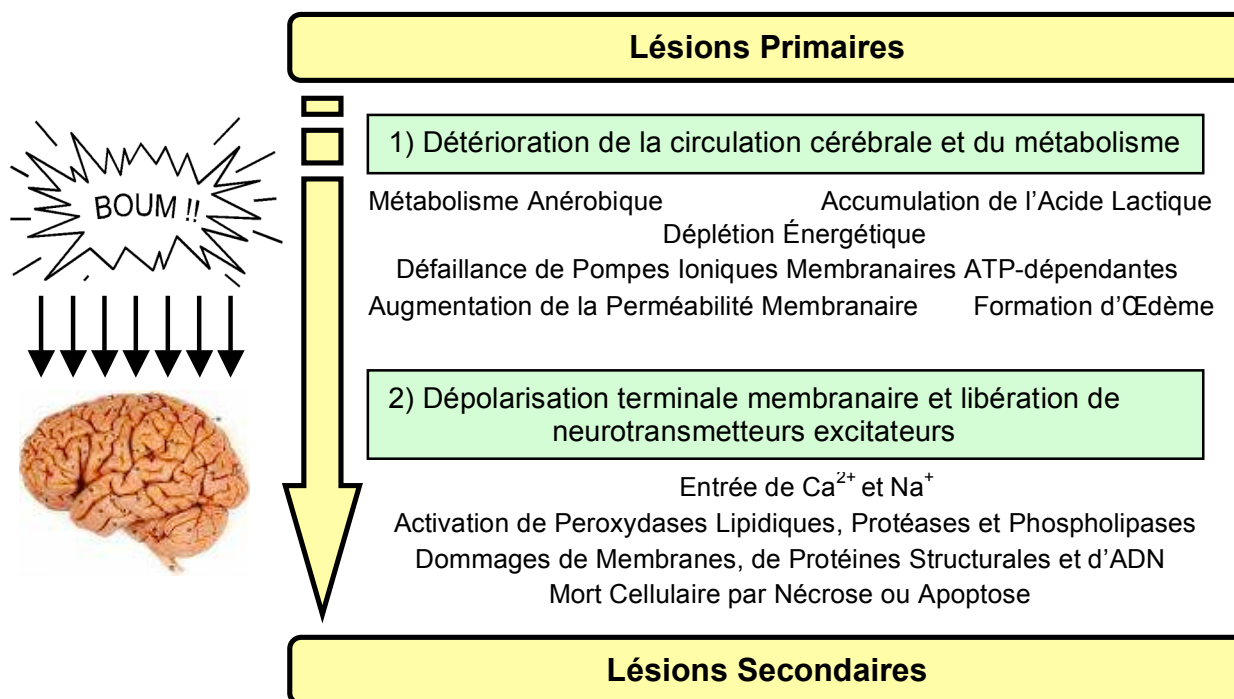 Lésions Primaires
BOUM !!
1) Détérioration de la circulation cérébrale et du métabolisme
Métabolisme Anérobique Accumulation de l'Acide Lactique
Déplétion Énergétique
Défaillance de Pompes Ioniques Membranaires ATP-dépendantes
Augmentation de la Perméabilité Membranaire Formation d'Œdème
2) Dépolarisation terminale membranaire et libération de
neurotransmetteurs excitateurs
Entrée de Ca²⁺ et Na⁺
Activation de Peroxydases Lipidiques, Protéases et Phospholipases
Dommages de Membranes, de Protéines Structurales et d'ADN
Mort Cellulaire par Nécrose ou Apoptose
Lésions Secondaires